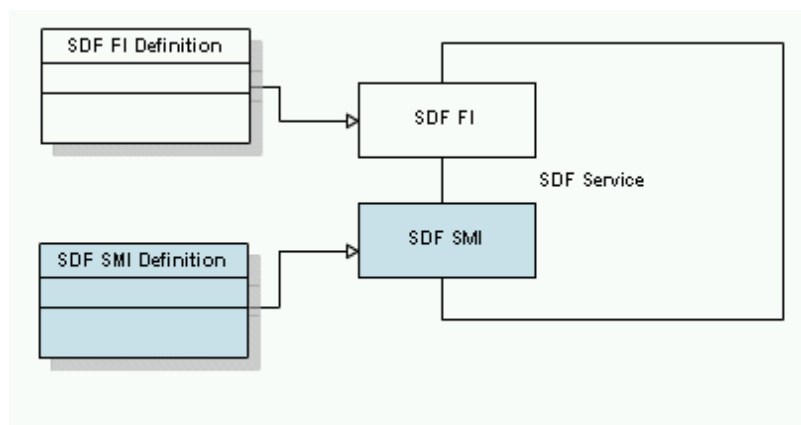 SDF FI Definition
SDF FI
SDF Service
SDF SMI
SDF SMI Definition